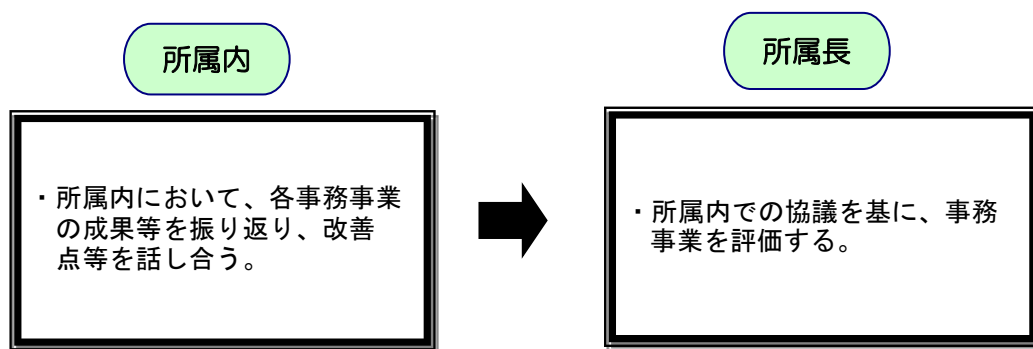 所属内
・所属内において、各事務事業
の成果等を振り返り、改善
点等を話し合う。
所属長
・所属内での協議を基に、事務
事業を評価する。